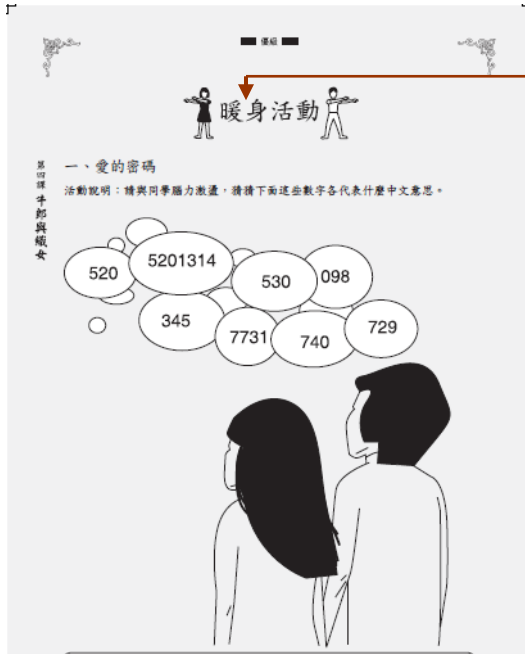 優級
暖身活動
第四課 牛郎與織女
一、愛的密碼
活動說明：請與同學腦力激盪，猜猜下面這些數字各代表什麼中文意思。
520
5201314
530
098
345
7731
740
729